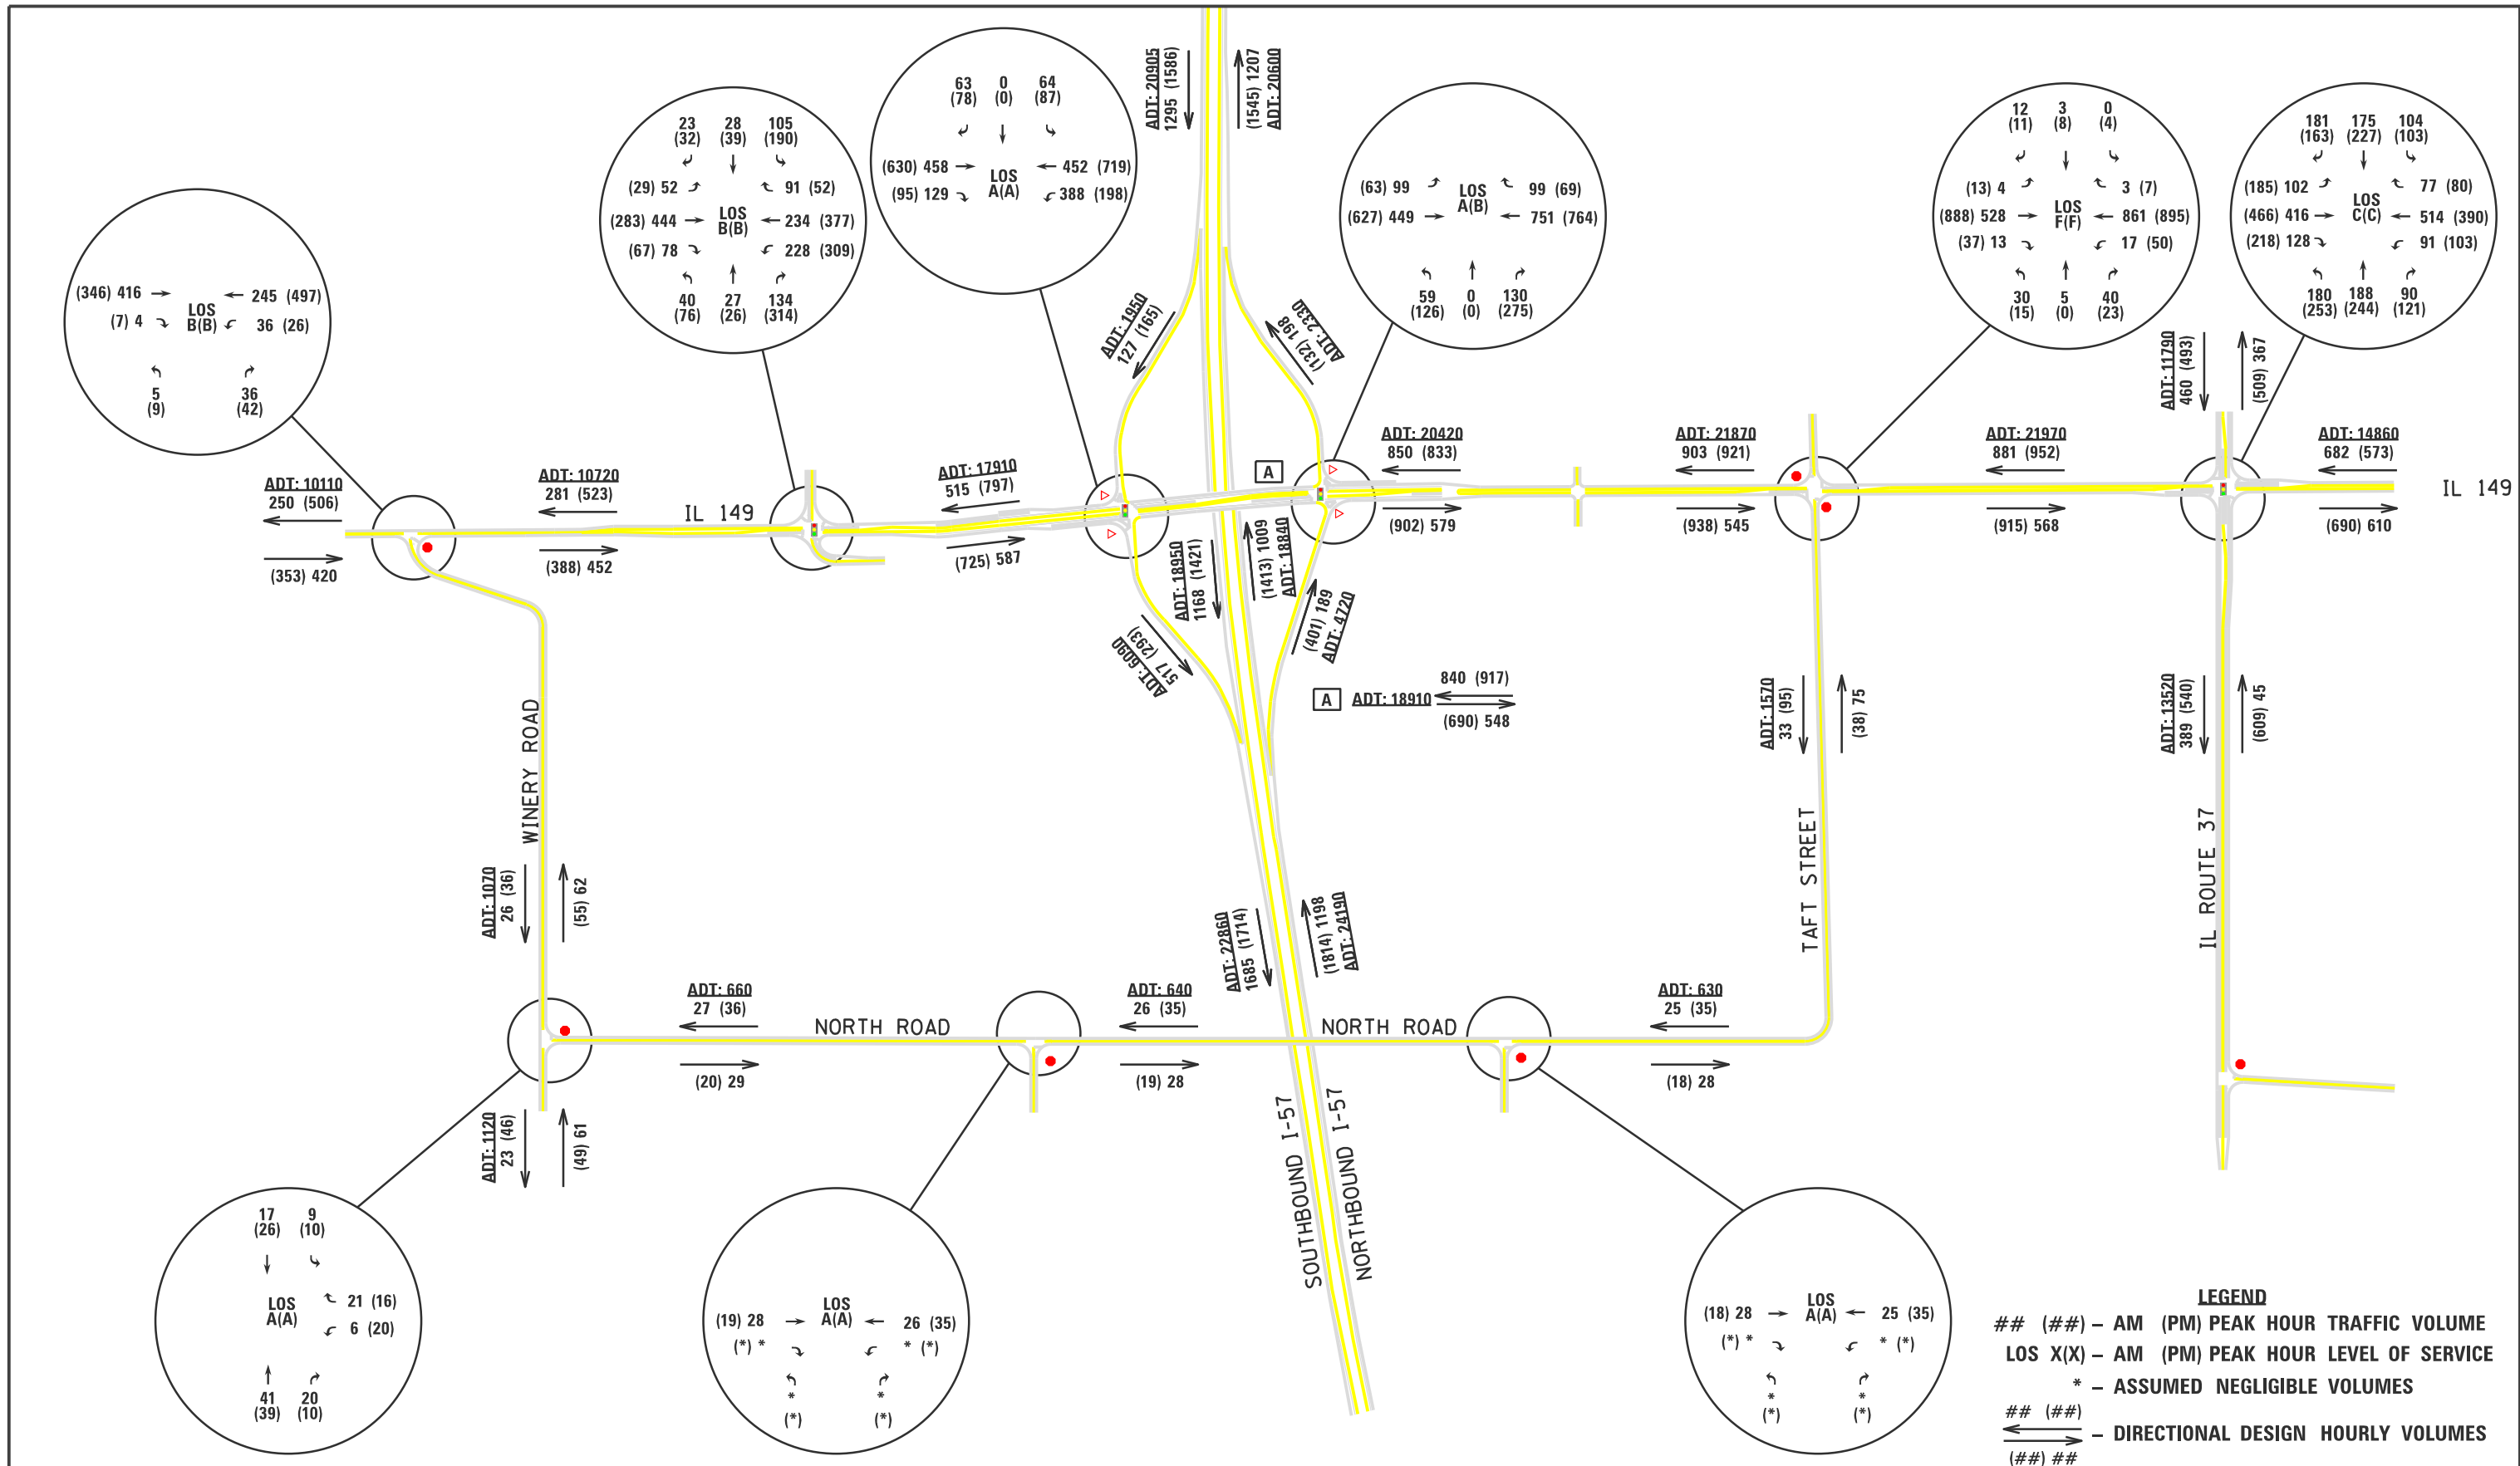 63 0 64
(78) (0) (87)
(630) 458 452 (719)
(95) 129 388 (198)
LOS
A(A)
23 28 105
(32) (39) (190)
(29) 52 91 (52)
(283) 444 234 (377)
(67) 78 228 (309)
LOS
B(B)
40 27 134
(76) (26) (314)
(346) 416 245 (497)
(7) 4 36 (26)
LOS
B(B)
5 36
(9) (42)
ADT: 20905
1295 (1586)
(1545) 1207
ADT: 20600
(63) 99 99 (69)
(627) 449 751 (764)
LOS
A(B)
59 0 130
(126) (0) (275)
12 3 0
(11) (8) (4)
(13) 4 3 (7)
(888) 528 861 (895)
(37) 13 17 (50)
LOS
F(F)
30 5 40
(15) (0) (23)
181 175 104
(163) (227) (103)
(185) 102 77 (80)
(466) 416 514 (390)
(218) 128 91 (103)
LOS
C(C)
180 188 90
(253) (244) (121)
ADT: 1950
127 (165)
(132) 198
ADT: 2330
ADT: 11790
460 (493)
(509) 367
ADT: 10110
250 (506)
(353) 420
ADT: 10720
281 (523)
(388) 452
IL 149
ADT: 17910
515 (797)
(725) 587
A
ADT: 20420
850 (833)
(902) 579
ADT: 21870
903 (921)
(938) 545
ADT: 21970
881 (952)
(915) 568
ADT: 14860
682 (573)
(690) 610
IL 149
ADT: 18950
1168 (1421)
(1413) 1009
ADT: 18840
517 (293)
ADT: 6090
(401) 189
ADT: 4720
A ADT: 18910
840 (917)
(690) 548
WINERY ROAD
ADT: 1070
26 (36)
(55) 62
ADT: 1570
33 (95)
(38) 75
TAFT STREET
ADT: 13520
389 (540)
(609) 45
IL ROUTE 37
ADT: 22860
1685 (1714)
(1814) 1198
ADT: 24190
ADT: 660
27 (36)
(20) 29
NORTH ROAD
ADT: 640
26 (35)
(19) 28
NORTH ROAD
ADT: 630
25 (35)
(18) 28
ADT: 1120
23 (46)
(49) 61
SOUTHBOUND I-57
NORTHBOUND I-57
17 9
(26) (10)
LOS
A(A)
21 (16)
6 (20)
41 20
(39) (10)
LOS
A(A)
(19) 28 26 (35)
(*) * * (*)
* *
(*) (*)
LOS
A(A)
(18) 28 25 (35)
(*) * * (*)
* *
(*) (*)
LEGEND
## (##) – AM (PM) PEAK HOUR TRAFFIC VOLUME
LOS X(X) – AM (PM) PEAK HOUR LEVEL OF SERVICE
* – ASSUMED NEGLIGIBLE VOLUMES
## (##)
– DIRECTIONAL DESIGN HOURLY VOLUMES
(##) ##